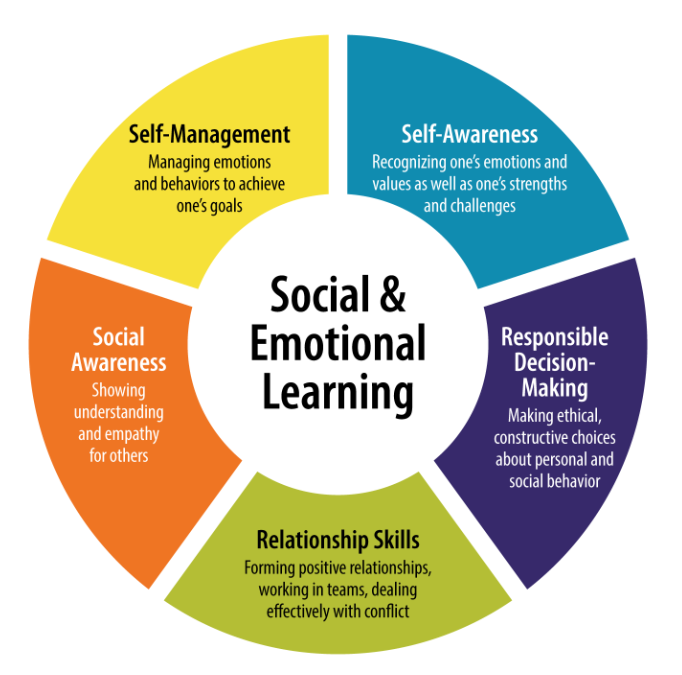 Self-Management
Managing emotions
and behaviors to achieve
one's goals
Self-Awareness
Recognizing one's emotions and
values as well as one's strengths
and challenges
Social &
Emotional
Learning
Social
Awareness
Showing
understanding
and empathy
for others
Responsible
Decision-
Making
Making ethical,
constructive choices
about personal and
social behavior
Relationship Skills
Forming positive relationships,
working in teams, dealing
effectively with conflict